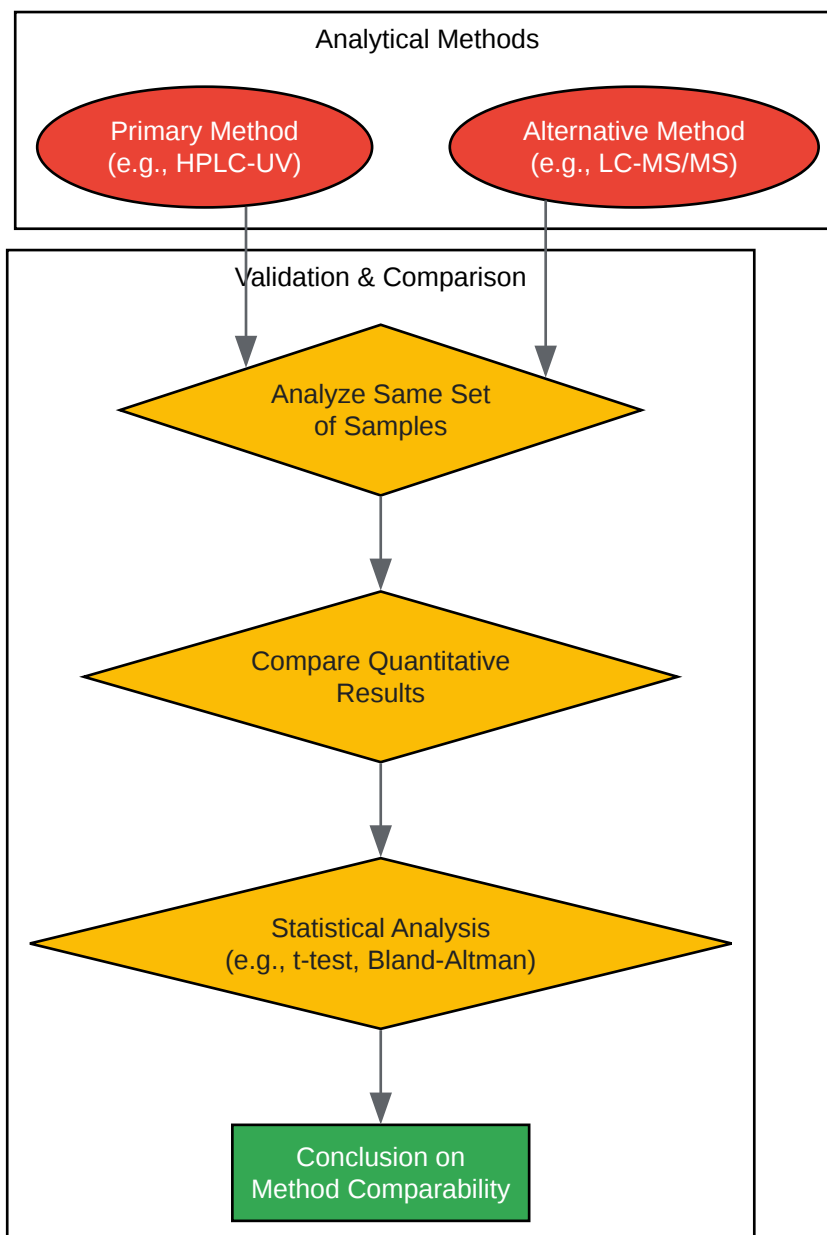 Analytical Methods
Primary Method
(e.g., HPLC-UV)
Alternative Method
(e.g., LC-MS/MS)
Validation & Comparison
Analyze Same Set
of Samples
Compare Quantitative
Results
Statistical Analysis
(e.g., t-test, Bland-Altman)
Conclusion on
Method Comparability